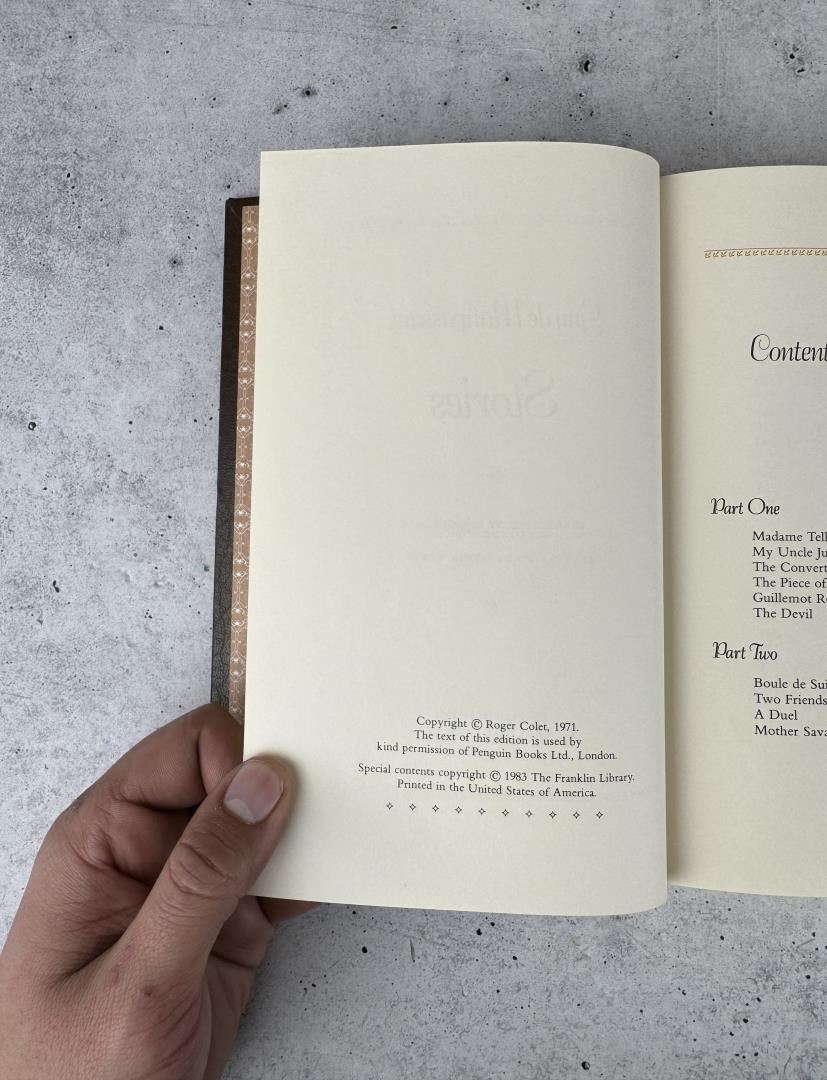 Stories
Copyright © Roger Colet, 1971.
The text of this edition is used by
kind permission of Penguin Books Ltd., London.
Special contents copyright © 1983 The Franklin Library.
Printed in the United States of America.
Content
Part One
Madame Tell
My Uncle Ju
The Convert
The Piece of
Guillemot Ro
The Devil
Part Two
Boule de Sui
Two Friends
A Duel
Mother Sava